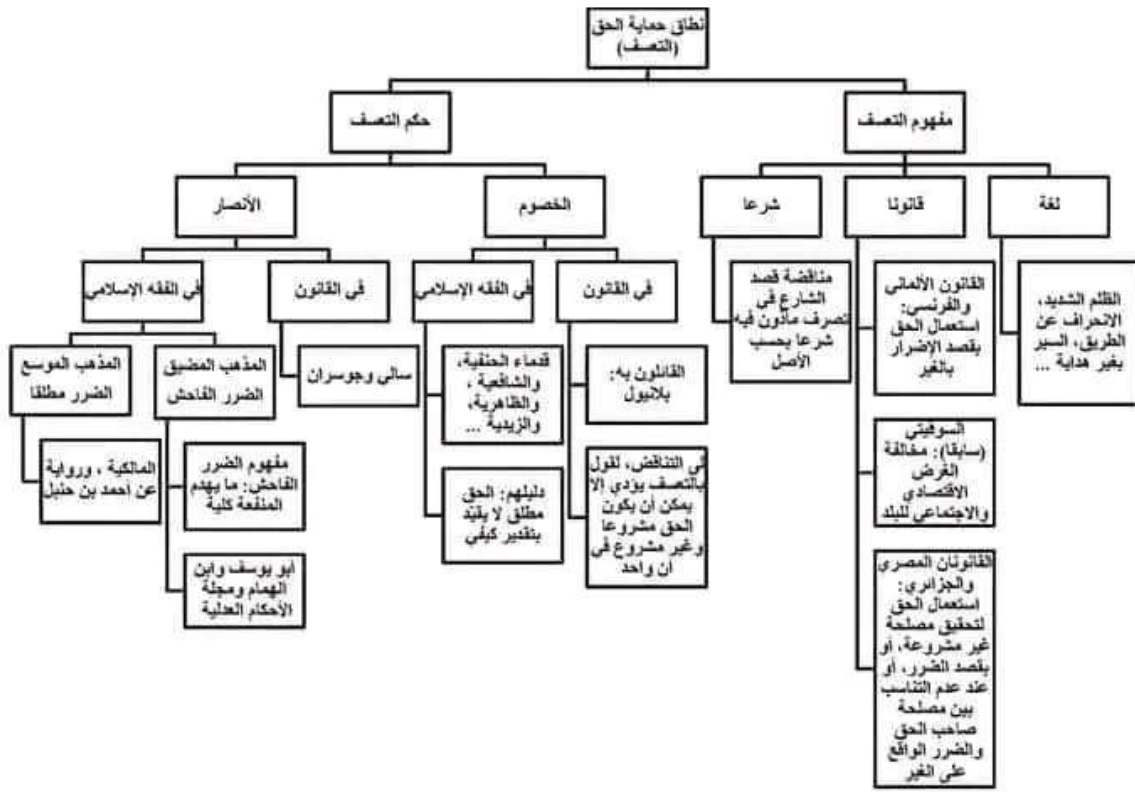 نطاق حماية الحق
(التعسف)
مفهوم التعسف
لغة
الظلم الشديد،
الانحراف عن
الطريق، السير
بغير هداية ...
قانونا
القانون الألماني
والفرنسي:
استعمال الحق
بقصد الإضرار
بالغير
السوفيتي
(سابقا): مخالفة
الغرض
الاقتصادي
والاجتماعي للبلد
القانونان المصري
والجزائري:
استعمال الحق
لتحقيق مصلحة
غير مشروعة، أو
بقصد الضرر، أو
عند عدم التناسب
بين مصلحة
صاحب الحق
والضرر الواقع
على الغير
شرعا
مناقضة قصد
الشارع في
تصرف مأذون فيه
شرعا بحسب
الأصل
حكم التعسف
الخصوم
في القانون
القائلون به:
بلانيول
لي التناقض، لقول
بالتعسف يؤدي إلا
يمكن أن يكون
الحق مشروعا
وغير مشروع في
أن واحد
في الفقه الإسلامي
قدماء الحنفية،
والشافعية،
والظاهرية،
والزيدية ...
دليلهم: الحق
مطلق لا يقيّد
بتقدير كيفي
الأنصار
في القانون
سالي وجوسران
في الفقه الإسلامي
المذهب المضيق
الضرر الفاحش
مفهوم الضرر
الفاحش: ما يهدم
المنفعة كلية
أبو يوسف وابن
الهمام ومجلة
الأحكام العدلية
المذهب الموسع
الضرر مطلقا
المالكية ، ورواية
عن احمد بن حنبل